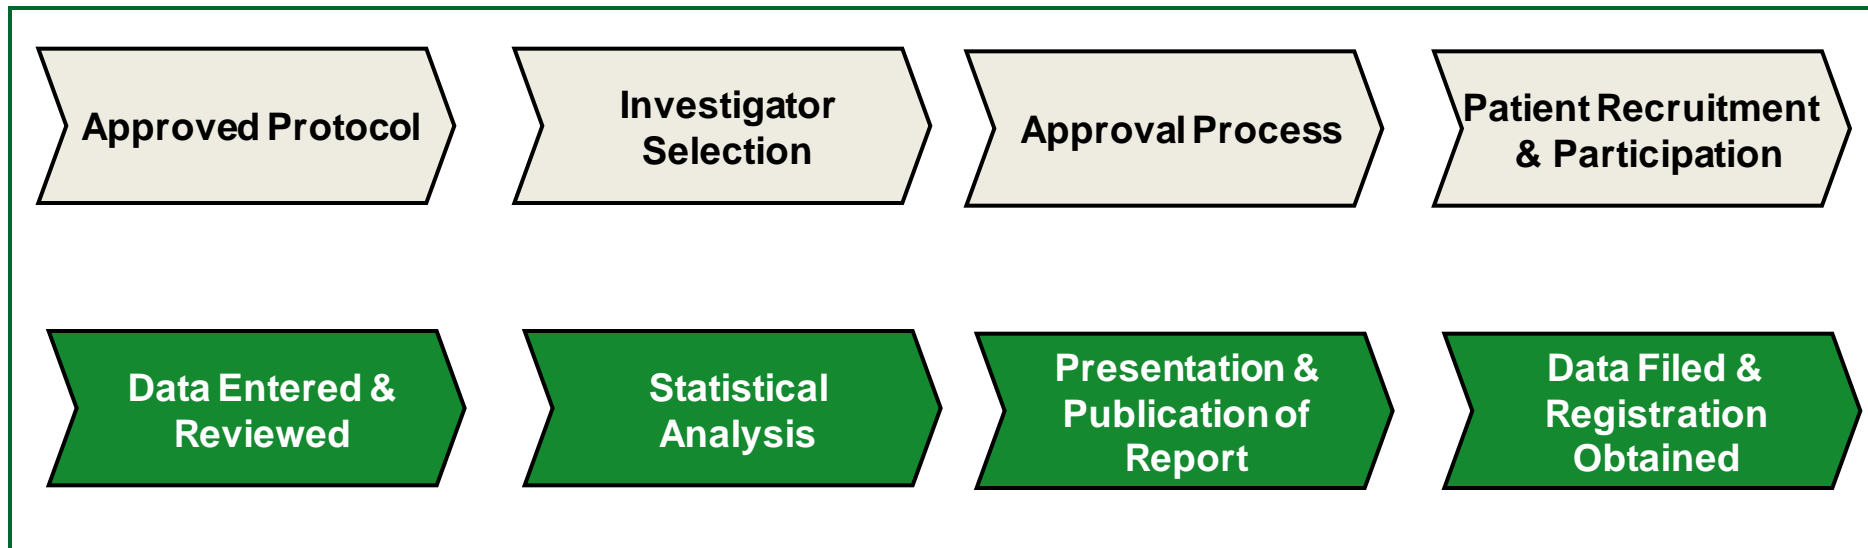 Approved Protocol
Investigator
Selection
Approval Process
Patient Recruitment
& Participation
Data Entered &
Reviewed
Statistical
Analysis
Presentation &
Publication of
Report
Data Filed &
Registration
Obtained